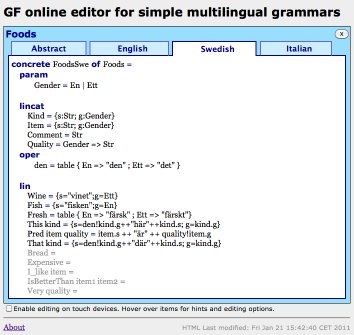 GF online editor for simple multilingual grammars
Foods
x
Abstract English Swedish Italian
concrete FoodsSwe of Foods =
param
Gender = En | Ett
lincat
Kind = {s:Str; g:Gender}
Item = {s:Str; g:Gender}
Comment = Str
Quality = Gender => Str
oper
den = table { En => "den" ; Ett => "det" }
lin
Wine = {s="vinet";g=Ett}
Fish = {s="fisken";g=En}
Fresh = table { En => "färsk" ; Ett => "färskt"}
This kind = {s=den!kind.g++"här"++kind.s; g=kind.g}
Pred item quality = item.s ++ "är" ++ quality!item.g
That kind = {s=den!kind.g++"där"++kind.s; g=kind.g}
Bread =
Expensive =
I_like item =
IsBetterThan item1 item2 =
Very quality =
Enable editing on touch devices. Hover over items for hints and editing options.
About
HTML Last modified: Fri Jan 21 15:42:40 CET 2011